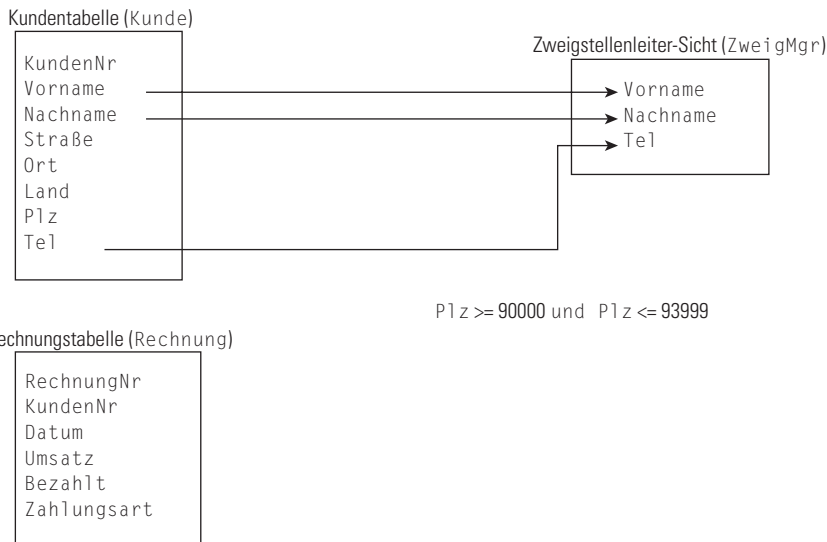 Kundentabelle (Kunde)
KundenNr
Vorname
Nachname
Straße
Ort
Land
Plz
Tel
Zweigstellenleiter-Sicht (ZweigMgr)
Vorname
Nachname
Tel
Plz >= 90000 und Plz <= 93999
echnungstabelle (Rechnung)
RechnungNr
KundenNr
Datum
Umsatz
Bezahlt
Zahlungsart